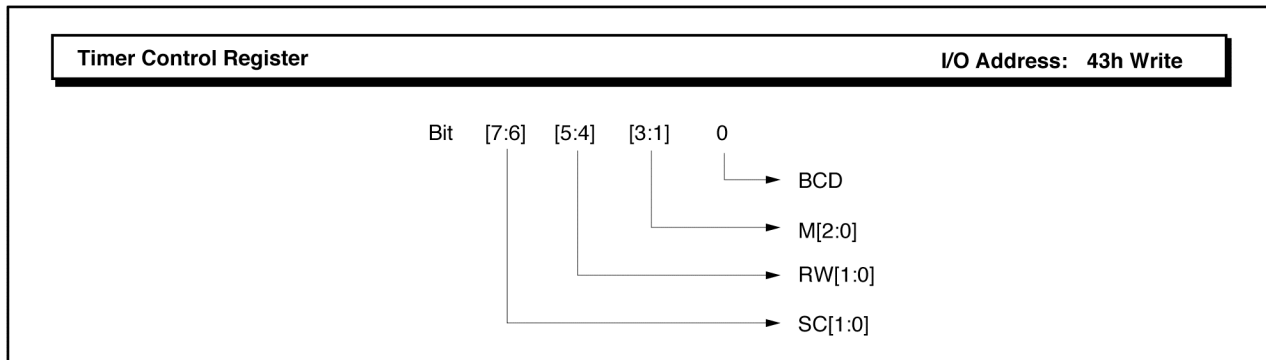 Timer Control Register I/O Address: 43h Write
Bit [7:6] [5:4] [3:1] 0
BCD
M[2:0]
RW[1:0]
SC[1:0]